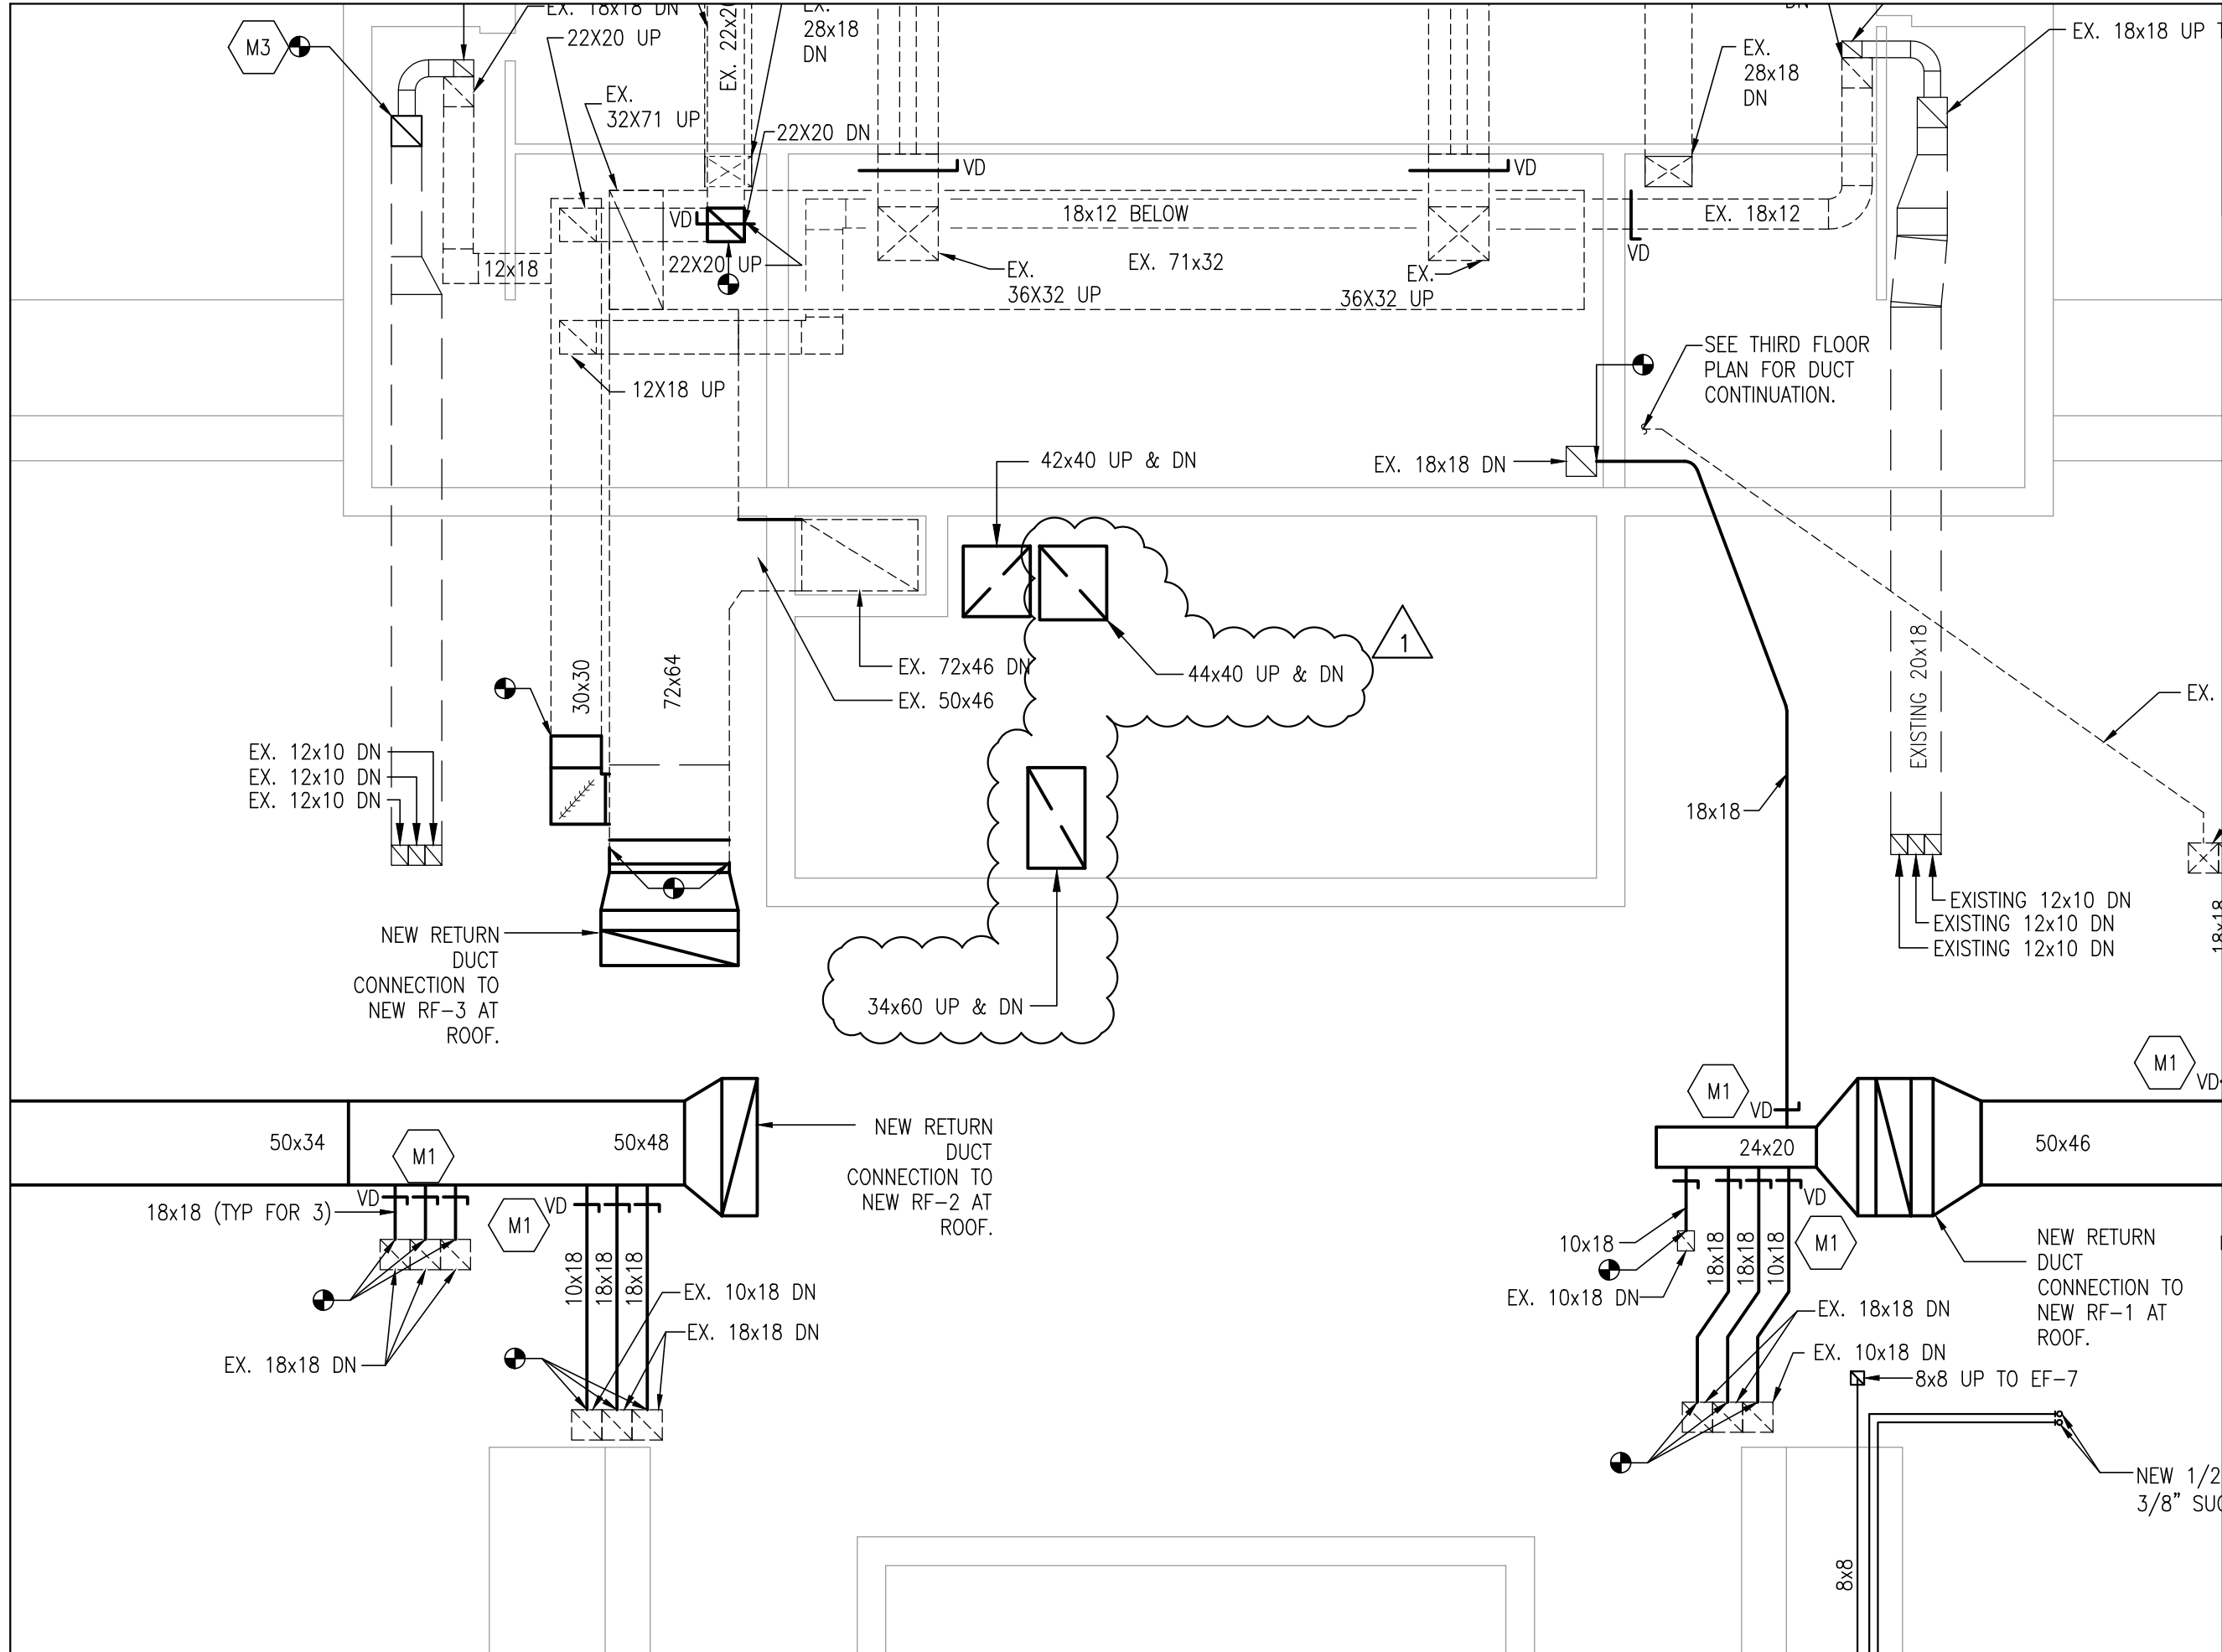 EX. 18x18 DN
M3
22X20 UP
EX. 22x20
EX.
28x18
DN
EX.
28x18
DN
DN
EX. 18x18 UP
EX.
32X71 UP
22X20 DN
VD
VD
VD
18x12 BELOW
EX. 18x12
VD
12x18
22X20 UP
EX.
36X32 UP
EX. 71x32
EX.
36X32 UP
12X18 UP
SEE THIRD FLOOR
PLAN FOR DUCT
CONTINUATION.
42x40 UP & DN
EX. 18x18 DN
1
EX. 72x46 DN
EX. 50x46
44x40 UP & DN
30x30
72x64
EXISTING 20x18
EX.
EX. 12x10 DN
EX. 12x10 DN
EX. 12x10 DN
18x18
EXISTING 12x10 DN
EXISTING 12x10 DN
EXISTING 12x10 DN
18x18
NEW RETURN
DUCT
CONNECTION TO
NEW RF-3 AT
ROOF.
34x60 UP & DN
M1
VD
M1
VD
50x34
M1
50x48
NEW RETURN
DUCT
CONNECTION TO
NEW RF-2 AT
ROOF.
24x20
50x46
VD
18x18 (TYP FOR 3)
M1
VD
VD
M1
10x18
10x18
18x18
18x18
18x18
18x18
10x18
NEW RETURN
DUCT
CONNECTION TO
NEW RF-1 AT
ROOF.
EX. 10x18 DN
EX. 18x18 DN
EX. 18x18 DN
EX. 10x18 DN
EX. 18x18 DN
EX. 10x18 DN
8x8 UP TO EF-7
NEW 1/2
3/8"
8x8